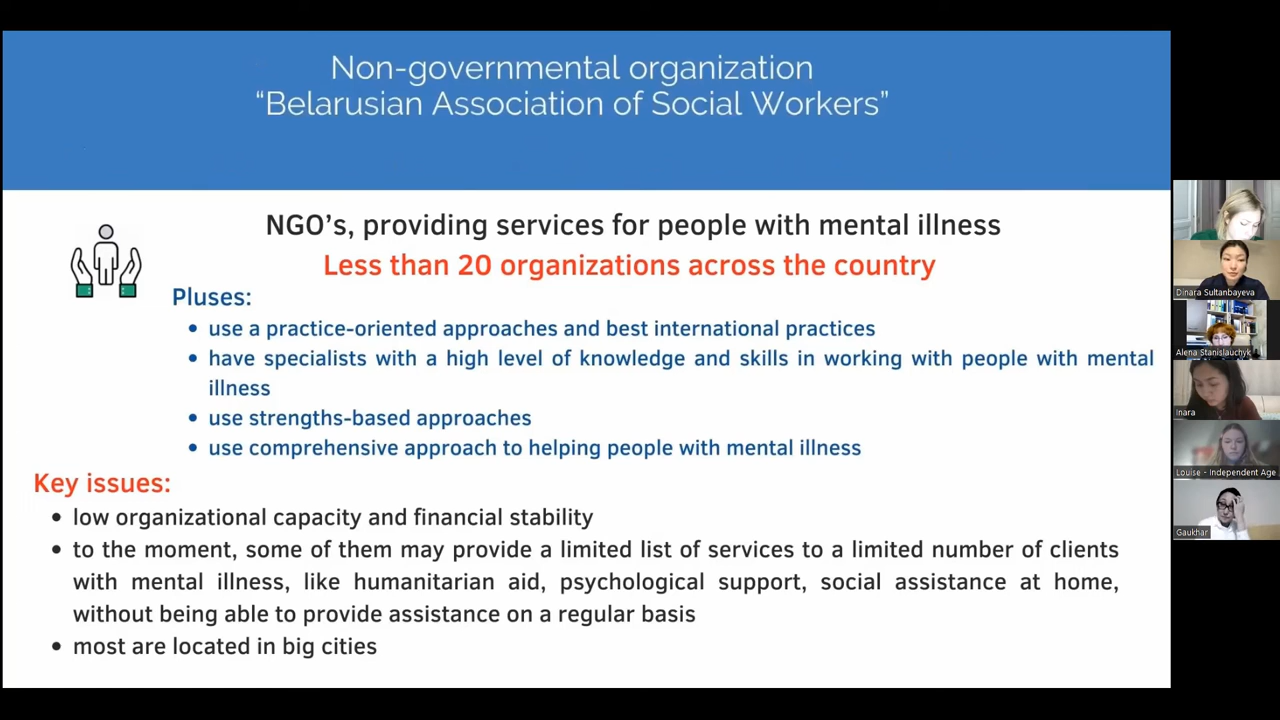 Non-governmental organization
“Belarusian Association of Social Workers”
NGO’s, providing services for people with mental illness
Less than 20 organizations across the country
Pluses:
• use a practice-oriented approaches and best international practices
• have specialists with a high level of knowledge and skills in working with people with mental
illness
• use strengths-based approaches
• use comprehensive approach to helping people with mental illness
Key issues:
• low organizational capacity and financial stability
• to the moment, some of them may provide a limited list of services to a limited number of clients
with mental illness, like humanitarian aid, psychological support, social assistance at home,
without being able to provide assistance on a regular basis
• most are located in big cities
Dinara Sultanbayeva
Alena Stanislauchyk
Inara
Louise - Independent Age
Gaukhar